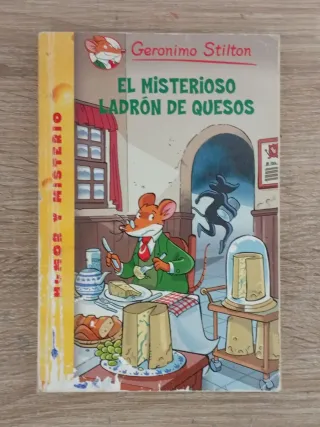 Geronimo Stilton
EL MISTERIOSO
LADRÓN DE QUESOS
HUMOR Y MISTERIO